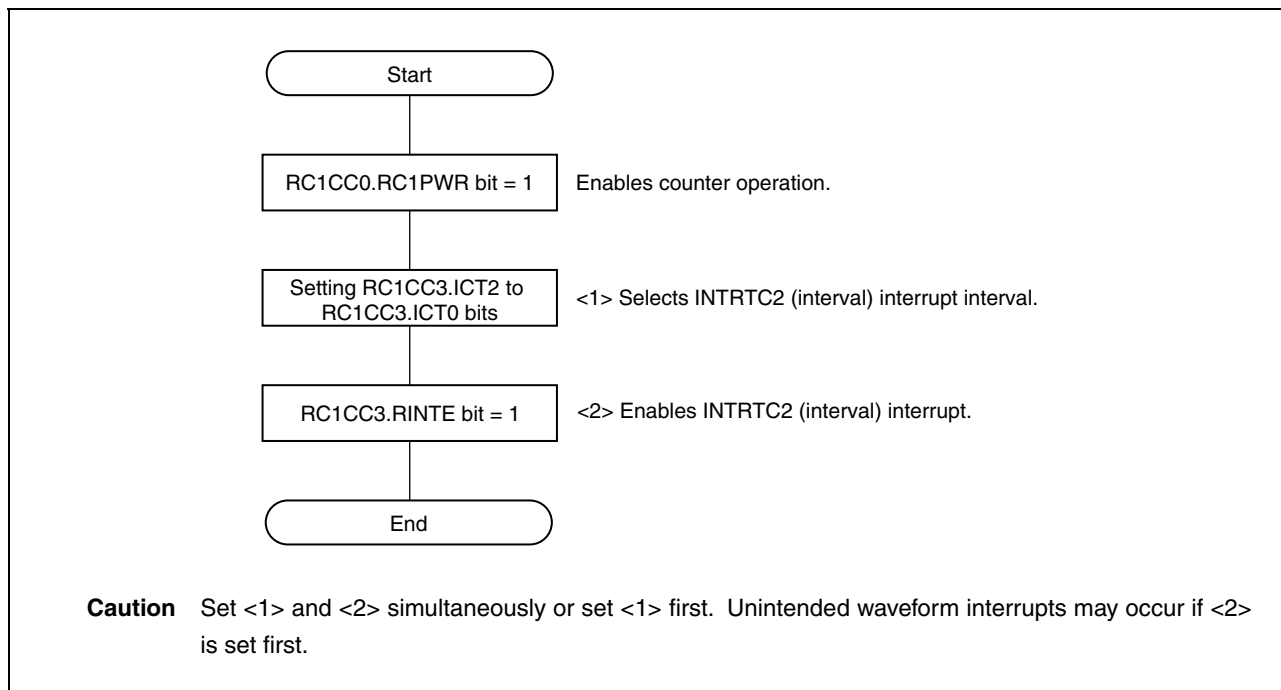 Start
RC1CC0.RC1PWR bit = 1 Enables counter operation.
Setting RC1CC3.ICT2 to
RC1CC3.ICT0 bits
<1> Selects INTRTC2 (interval) interrupt interval.
RC1CC3.RINTE bit = 1 <2> Enables INTRTC2 (interval) interrupt.
End
Caution Set <1> and <2> simultaneously or set <1> first. Unintended waveform interrupts may occur if <2>
is set first.